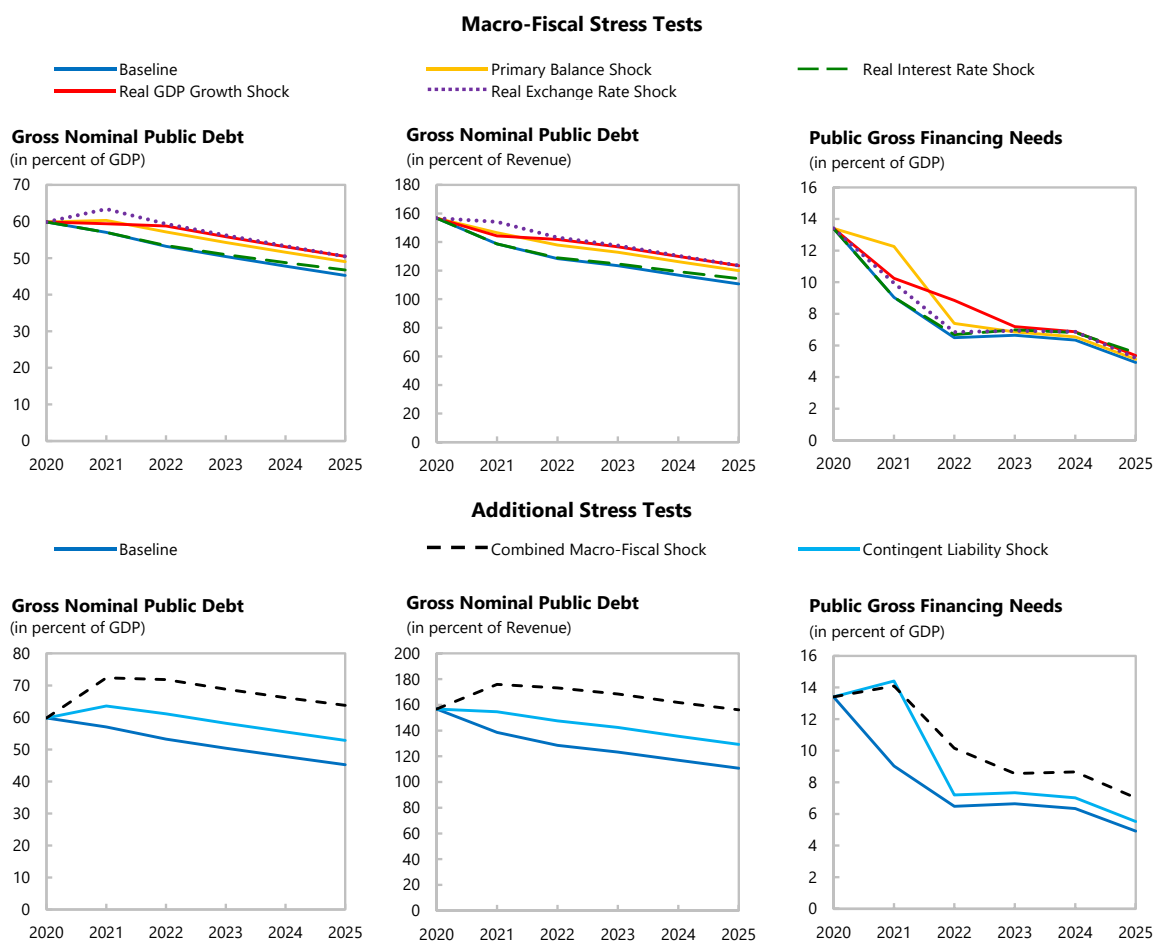 Macro-Fiscal Stress Tests
Baseline
Primary Balance Shock
Real Interest Rate Shock
Real GDP Growth Shock
Real Exchange Rate Shock
Gross Nominal Public Debt
(in percent of GDP)
70
60
50
40
30
20
10
0
2020 2021 2022 2023 2024 2025
Gross Nominal Public Debt
(in percent of Revenue)
180
160
140
120
100
80
60
40
20
0
2020 2021 2022 2023 2024 2025
Public Gross Financing Needs
(in percent of GDP)
16
14
12
10
8
6
4
2
0
2020 2021 2022 2023 2024 2025
Additional Stress Tests
Baseline
Combined Macro-Fiscal Shock
Contingent Liability Shock
Gross Nominal Public Debt
(in percent of GDP)
80
70
60
50
40
30
20
10
0
2020 2021 2022 2023 2024 2025
Gross Nominal Public Debt
(in percent of Revenue)
200
180
160
140
120
100
80
60
40
20
0
2020 2021 2022 2023 2024 2025
Public Gross Financing Needs
(in percent of GDP)
16
14
12
10
8
6
4
2
0
2020 2021 2022 2023 2024 2025